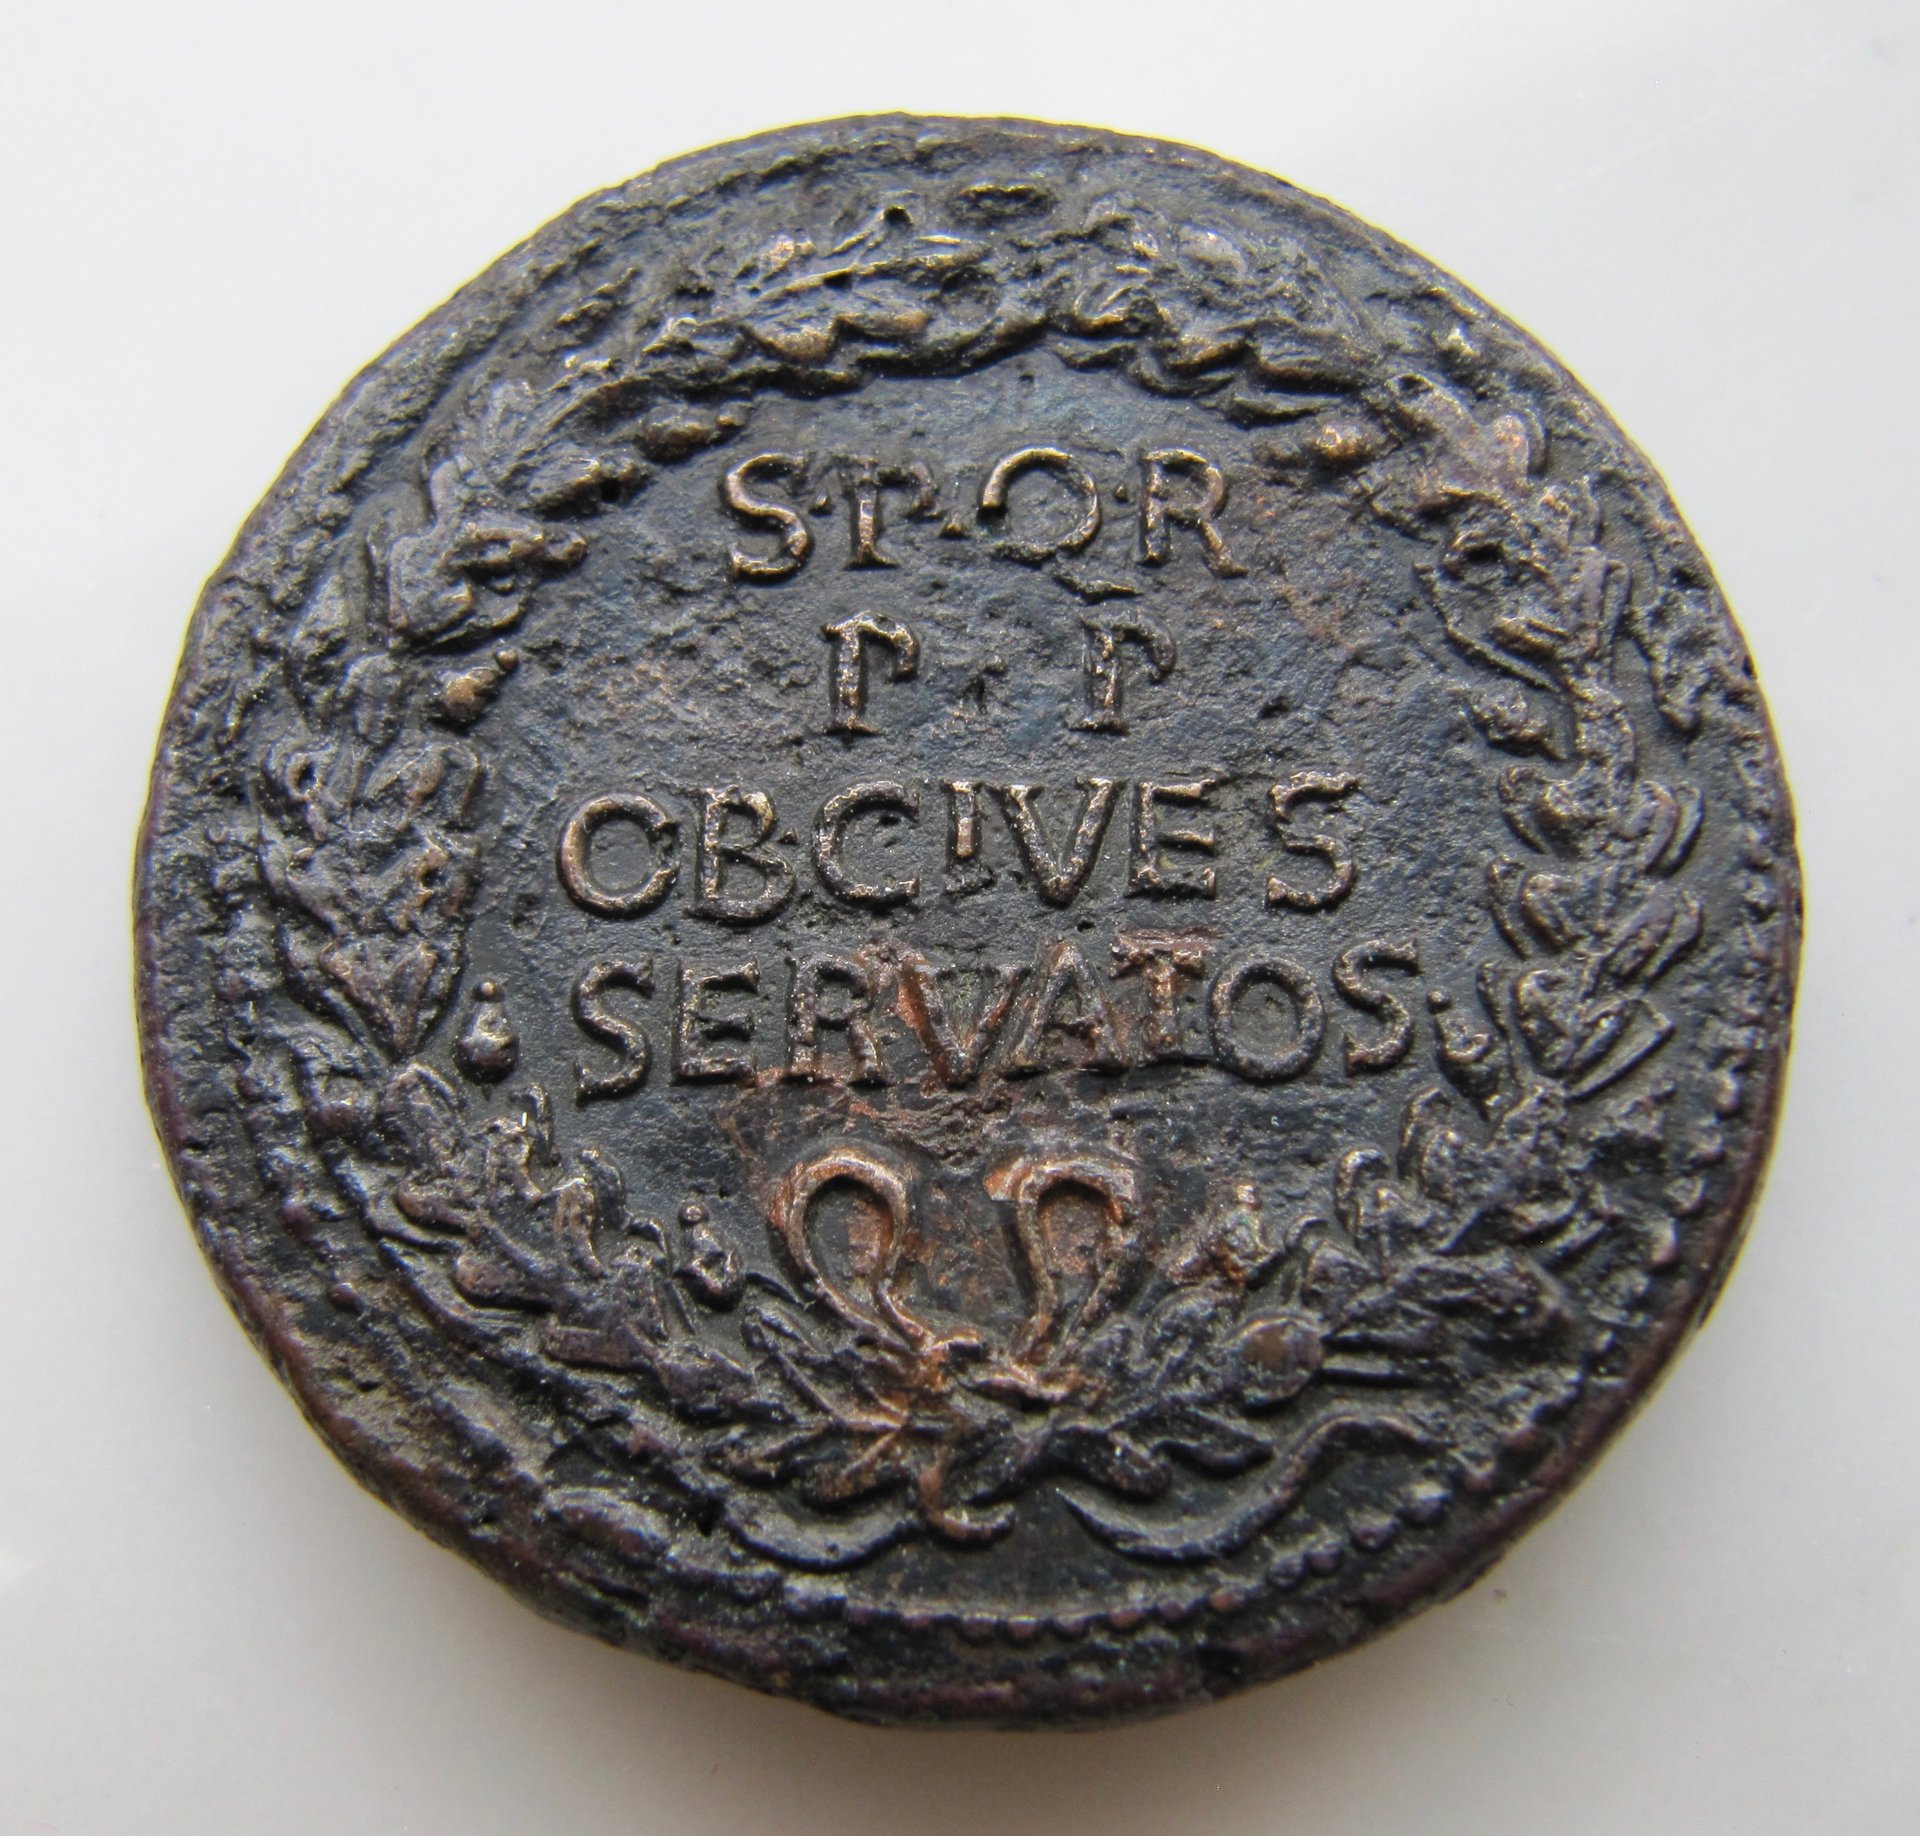 S·P·Q·R
P·P
OB·CIVES
SERVATOS·